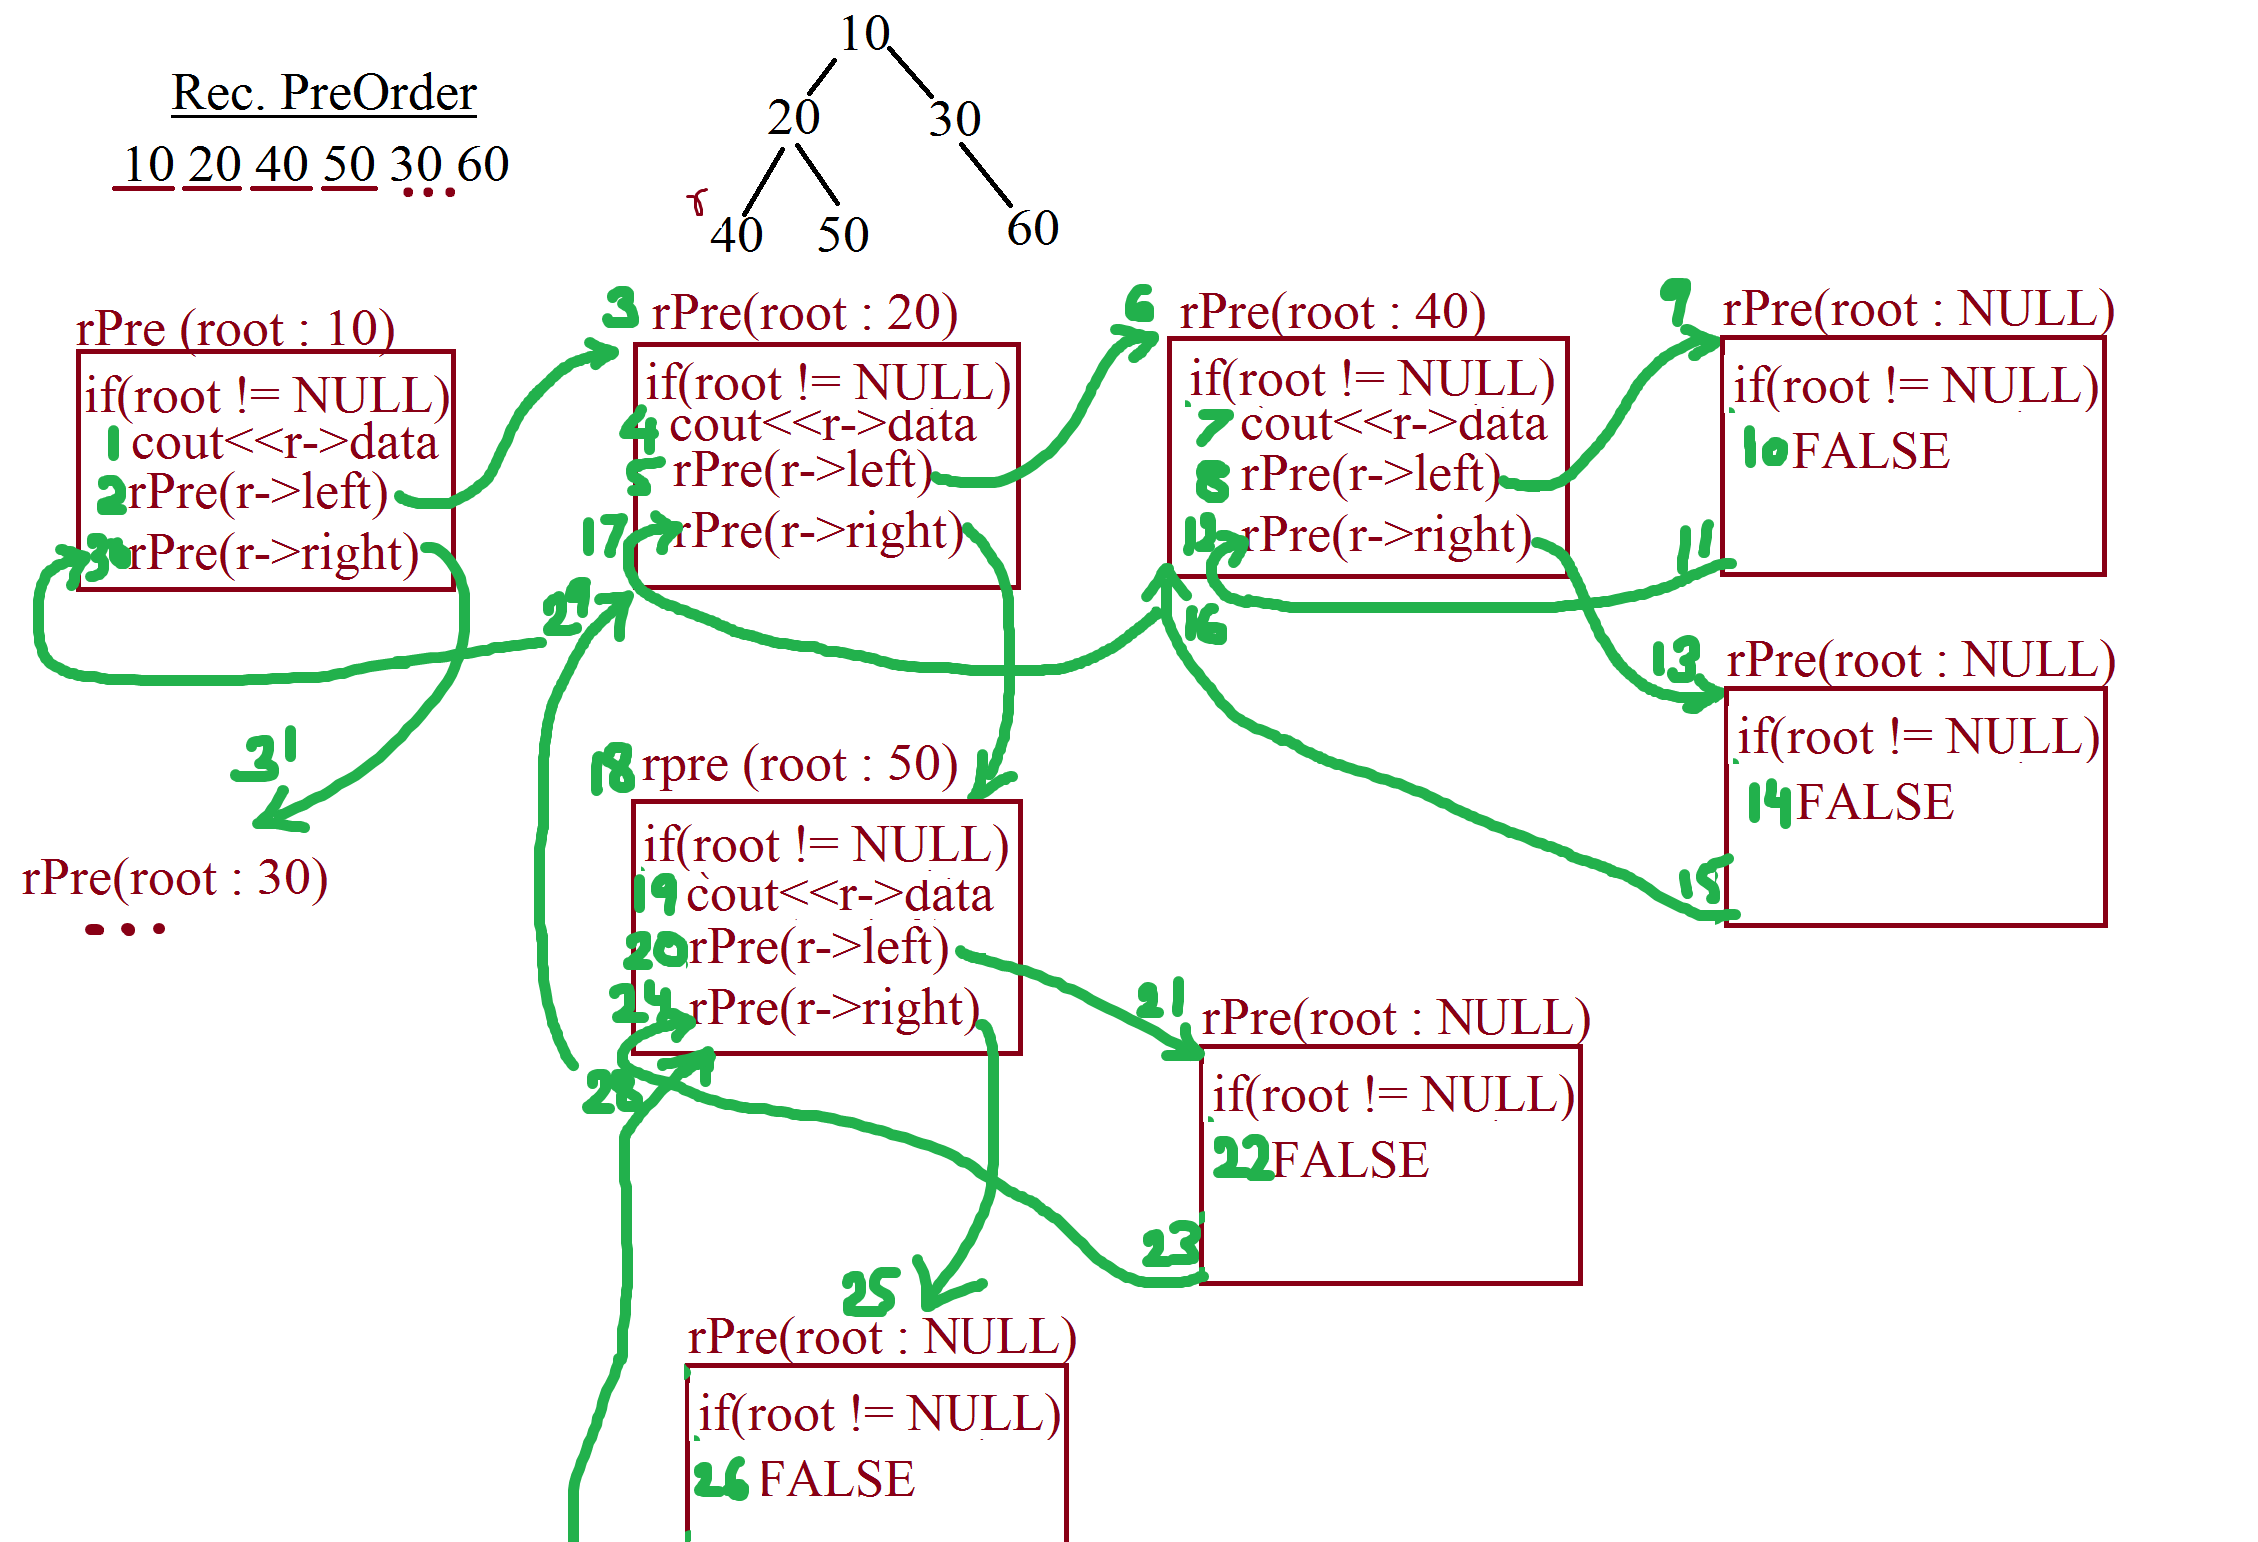 Rec. PreOrder
10 20 40 50 30 60
10
20 30
r
40 50 60
rPre (root : 10)
if(root != NULL)
1 cout<<r->data
2 rPre(r->left)
30 rPre(r->right)
3 rPre(root : 20)
if(root != NULL)
4 cout<<r->data
5 rPre(r->left)
17 rPre(r->right)
29
6 rPre(root : 40)
if(root != NULL)
7 cout<<r->data
8 rPre(r->left)
12 rPre(r->right)
16
9 rPre(root : NULL)
if(root != NULL)
10 FALSE
11
13 rPre(root : NULL)
if(root != NULL)
14 FALSE
15
31
rPre(root : 30)
...
18 rpre (root : 50)
if(root != NULL)
19 cout<<r->data
20 rPre(r->left)
24 rPre(r->right)
28
21 rPre(root : NULL)
if(root != NULL)
22 FALSE
23
25
rPre(root : NULL)
if(root != NULL)
26 FALSE